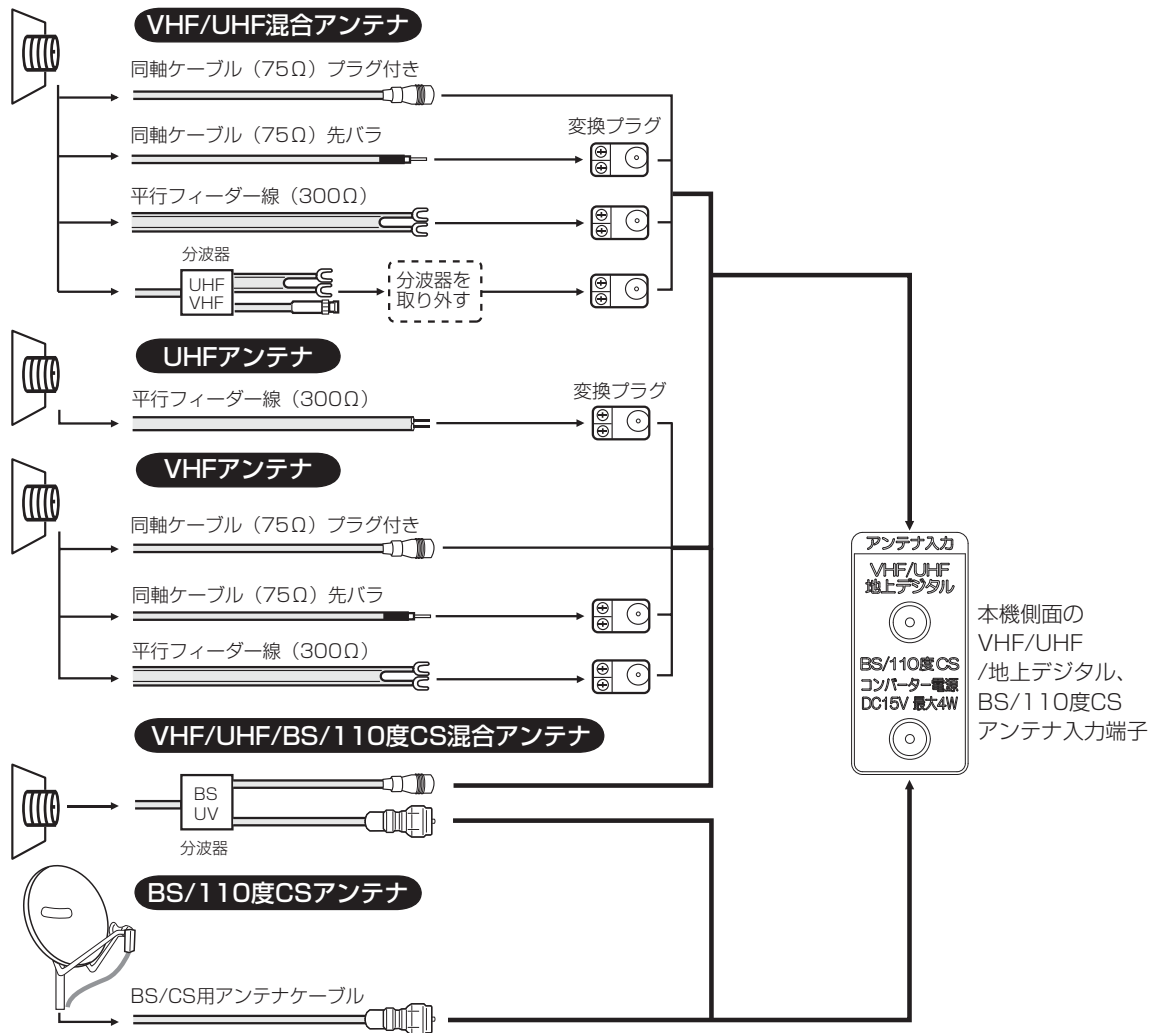 VHF/UHF混合アンテナ
同軸ケーブル（75Ω）プラグ付き
同軸ケーブル（75Ω）先バラ
変換プラグ
平行フィーダー線（300Ω）
分波器
UHF
VHF
分波器を
取り外す
UHFアンテナ
平行フィーダー線（300Ω）
変換プラグ
VHFアンテナ
同軸ケーブル（75Ω）プラグ付き
同軸ケーブル（75Ω）先バラ
平行フィーダー線（300Ω）
アンテナ入力
VHF/UHF
地上デジタル
BS/110度CS
コンバーター電源
DC15V 最大4W
本機側面の
VHF/UHF
/地上デジタル、
BS/110度CS
アンテナ入力端子
VHF/UHF/BS/110度CS混合アンテナ
BS
UV
分波器
BS/110度CSアンテナ
BS/CS用アンテナケーブル